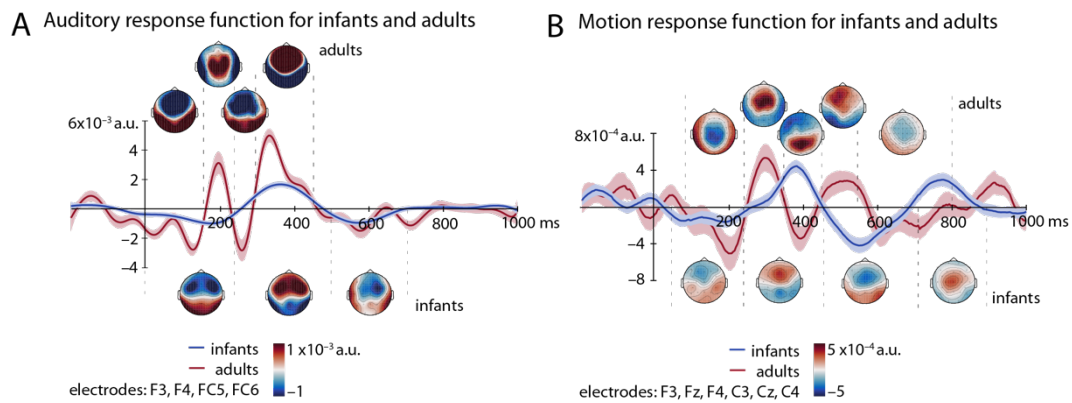 A Auditory response function for infants and adults
adults
6x10⁻³ a.u.
4
2
−2
−4
200 400 600 800 1000 ms
infants
infants
adults
electrodes: F3, F4, FC5, FC6
1 x10⁻³ a.u.
−1
B Motion response function for infants and adults
adults
8x10⁻⁴ a.u.
4
−4
−8
200 400 600 800 1000 ms
infants
infants
adults
electrodes: F3, Fz, F4, C3, Cz, C4
5 x10⁻⁴ a.u.
−5